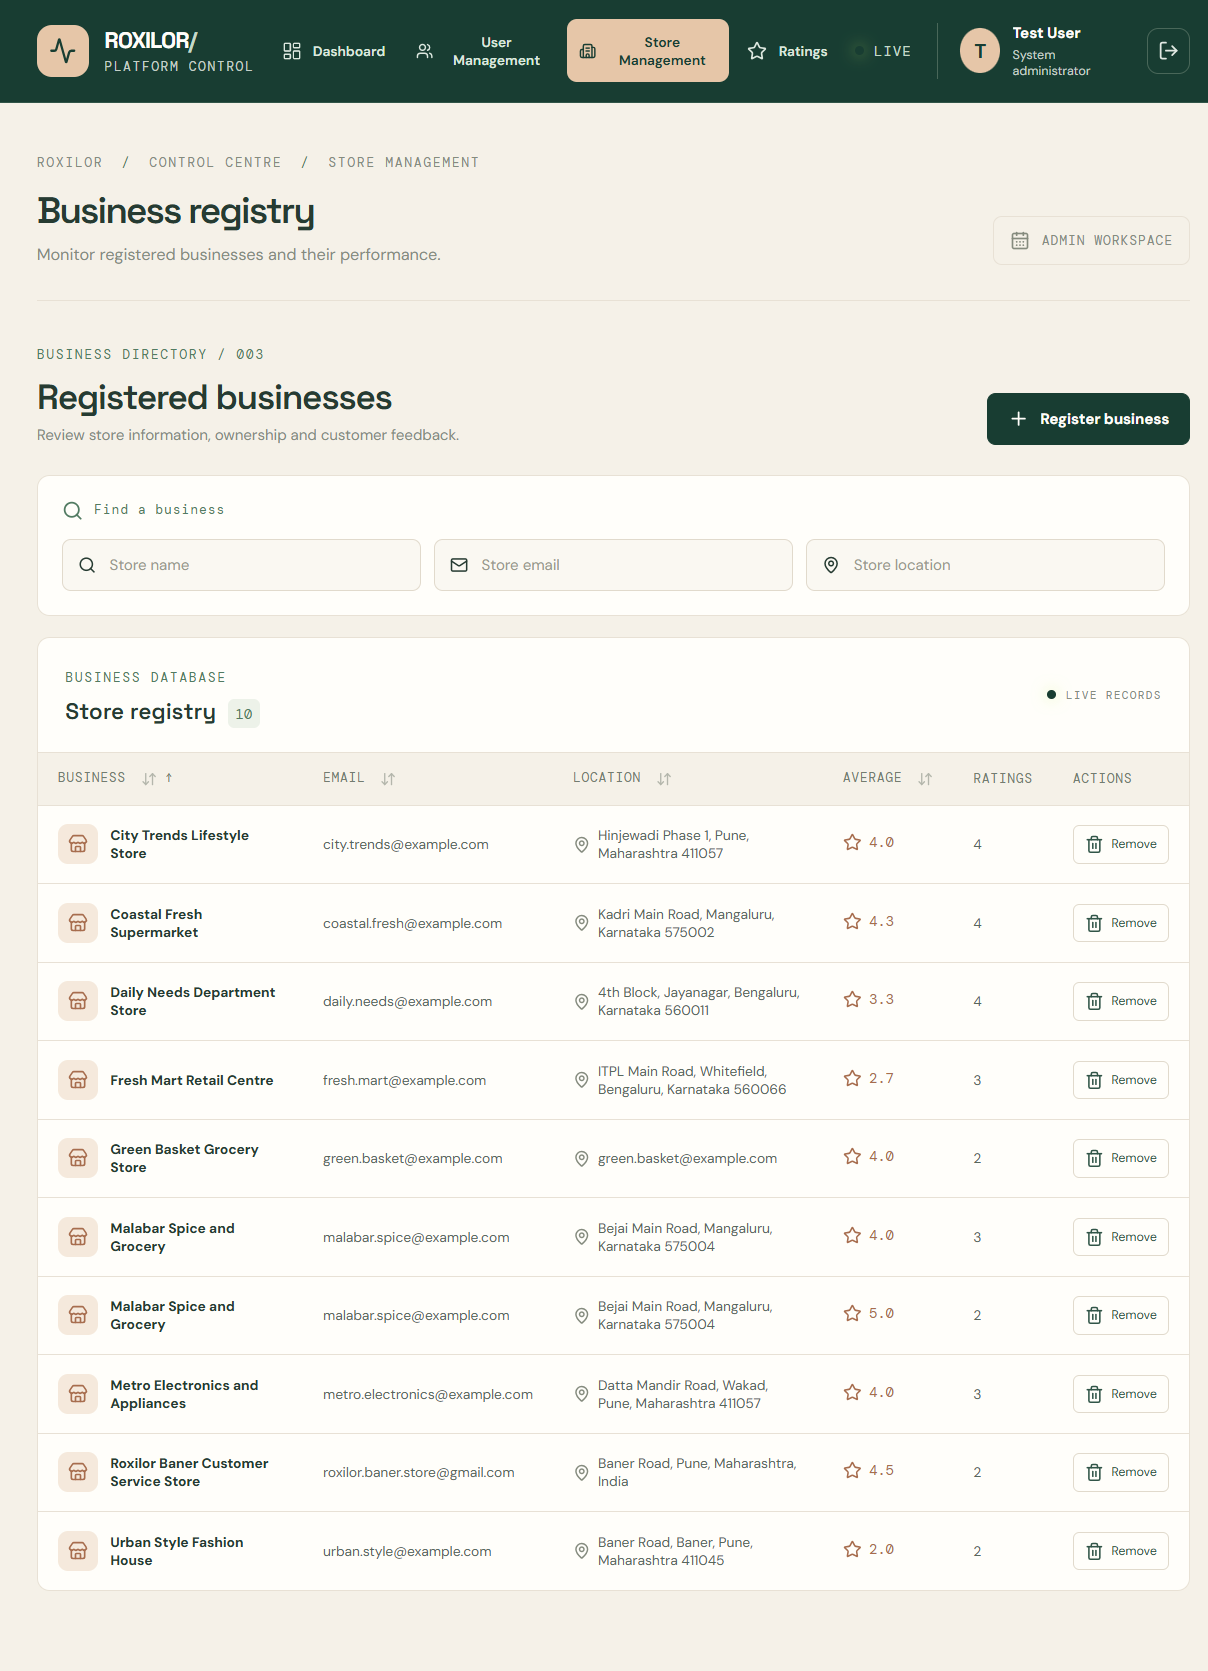 ROXILOR/
PLATFORM CONTROL
Dashboard
User
Management
Store
Management
Ratings
LIVE
T
Test User
System
administrator
ROXILOR / CONTROL CENTRE / STORE MANAGEMENT
Business registry
Monitor registered businesses and their performance.
ADMIN WORKSPACE
BUSINESS DIRECTORY / 003
Registered businesses
Review store information, ownership and customer feedback.
Register business
Find a business
Store name
Store email
Store location
BUSINESS DATABASE
Store registry 10
LIVE RECORDS
BUSINESS ↑ EMAIL LOCATION AVERAGE RATINGS ACTIONS
City Trends Lifestyle
Store
city.trends@example.com
Hinjewadi Phase 1, Pune,
Maharashtra 411057
4.0
4
Remove
Coastal Fresh
Supermarket
coastal.fresh@example.com
Kadri Main Road, Mangaluru,
Karnataka 575002
4.3
4
Remove
Daily Needs Department
Store
daily.needs@example.com
4th Block, Jayanagar, Bengaluru,
Karnataka 560011
3.3
4
Remove
Fresh Mart Retail Centre
fresh.mart@example.com
ITPL Main Road, Whitefield,
Bengaluru, Karnataka 560066
2.7
3
Remove
Green Basket Grocery
Store
green.basket@example.com
green.basket@example.com
4.0
2
Remove
Malabar Spice and
Grocery
malabar.spice@example.com
Bejai Main Road, Mangaluru,
Karnataka 575004
4.0
3
Remove
Malabar Spice and
Grocery
malabar.spice@example.com
Bejai Main Road, Mangaluru,
Karnataka 575004
5.0
2
Remove
Metro Electronics and
Appliances
metro.electronics@example.com
Datta Mandir Road, Wakad,
Pune, Maharashtra 411057
4.0
3
Remove
Roxilor Baner Customer
Service Store
roxilor.baner.store@gmail.com
Baner Road, Pune, Maharashtra,
India
4.5
2
Remove
Urban Style Fashion
House
urban.style@example.com
Baner Road, Baner, Pune,
Maharashtra 411045
2.0
2
Remove